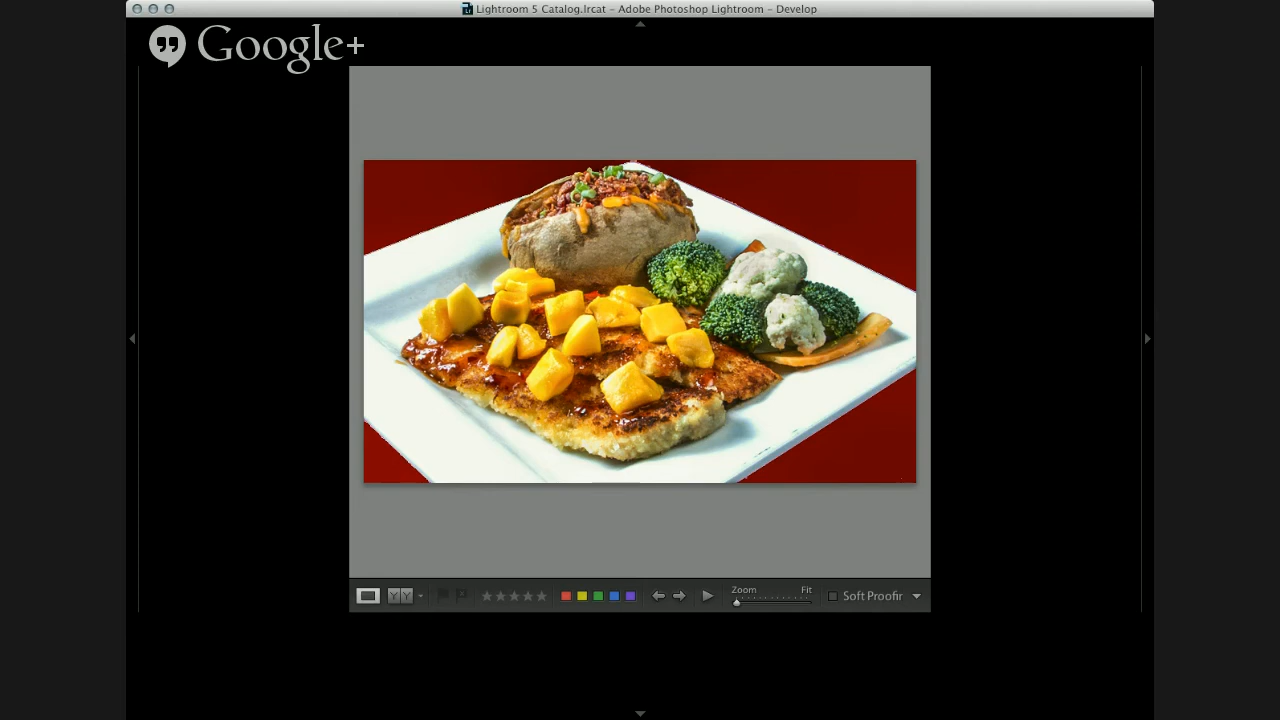 Lightroom 5 Catalog.lrcat – Adobe Photoshop Lightroom – Develop
Google+
Y Y
Zoom Fit
Soft Proofir